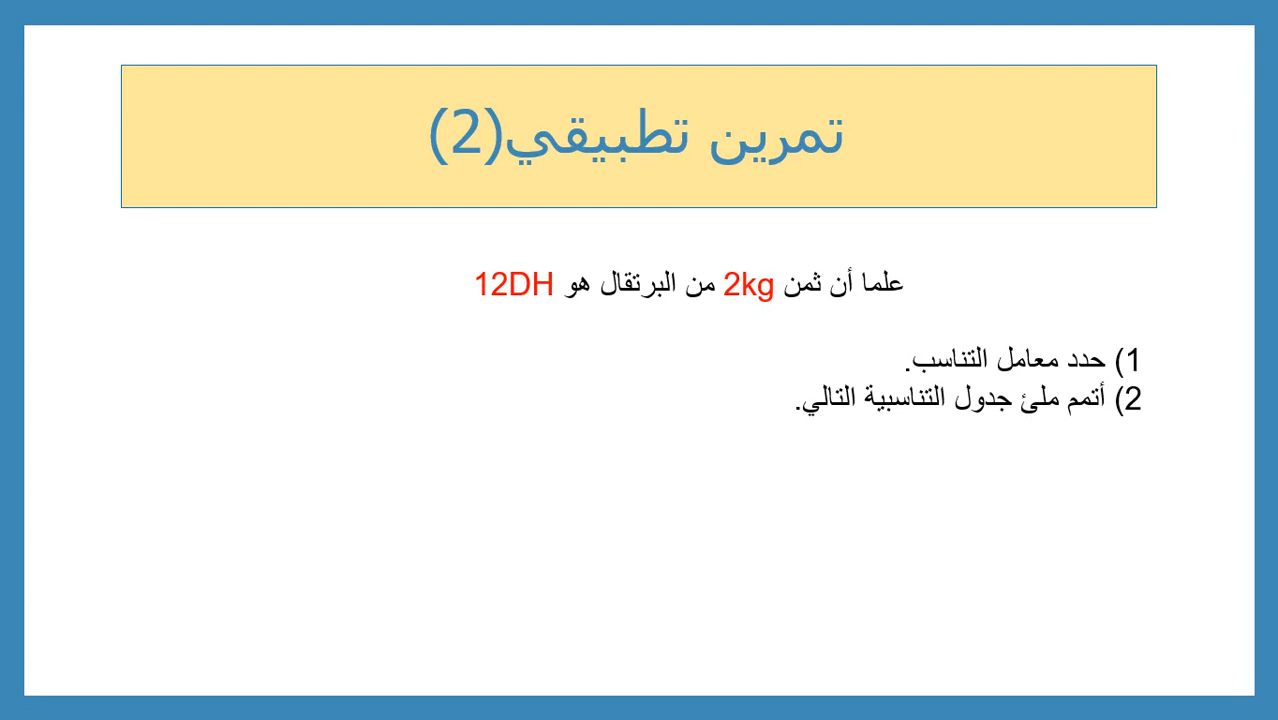 تمرين تطبيقي(2)
علما أن ثمن 2kg من البرتقال هو 12DH
1) حدد معامل التناسب.
2) أتمم ملئ جدول التناسبية التالي.